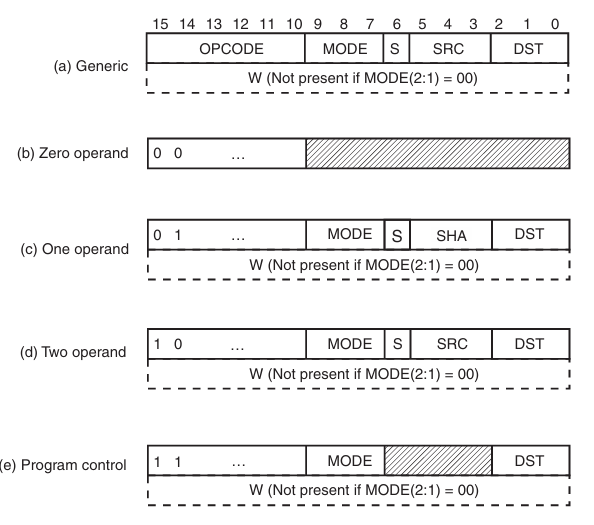 15 14 13 12 11 10 9 8 7 6 5 4 3 2 1 0
(a) Generic OPCODE MODE S SRC DST
W (Not present if MODE(2:1) = 00)
(b) Zero operand 0 0 ...
(c) One operand 0 1 ... MODE S SHA DST
W (Not present if MODE(2:1) = 00)
(d) Two operand 1 0 ... MODE S SRC DST
W (Not present if MODE(2:1) = 00)
(e) Program control 1 1 ... MODE DST
W (Not present if MODE(2:1) = 00)